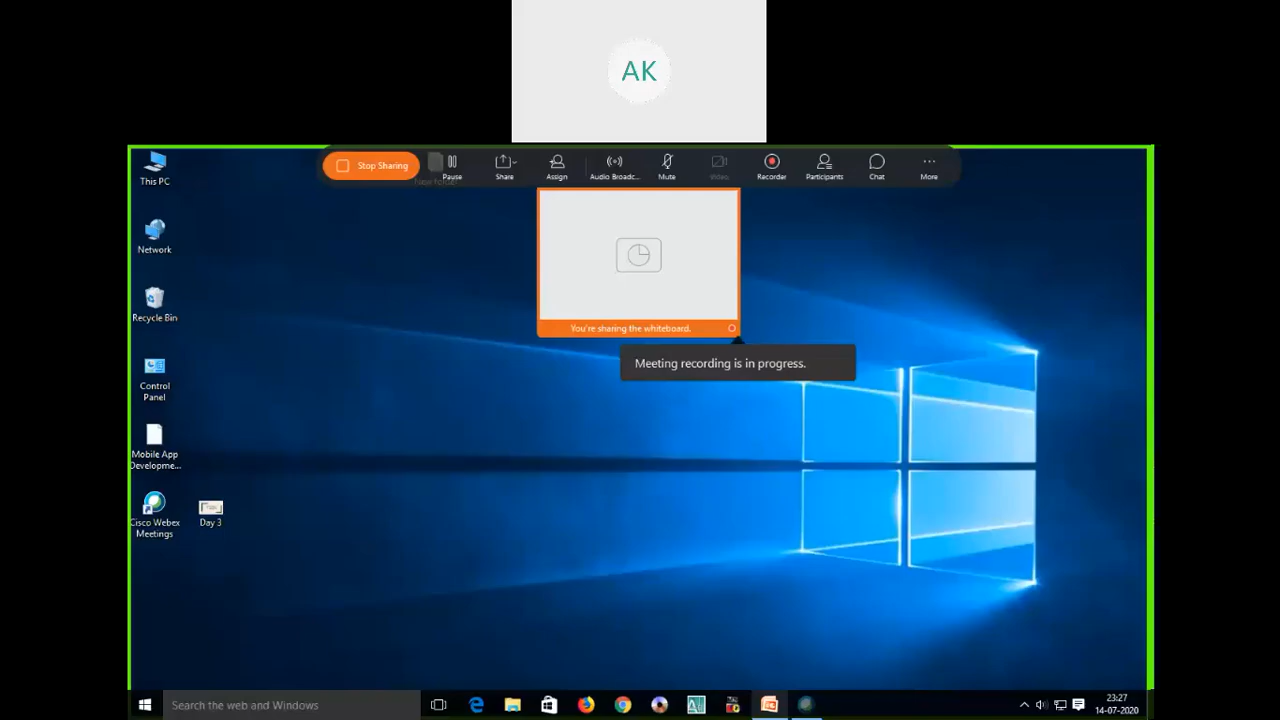 AK
Stop Sharing
Pause
Share
Assign
Audio Broadc...
Mute
Video
Recorder
Participants
Chat
More
New folder
This PC
You're sharing the whiteboard.
Meeting recording is in progress.
Network
Recycle Bin
Control
Panel
Mobile App
Developme...
Cisco Webex
Meetings
Day 3
Search the web and Windows
23:27
14-07-2020